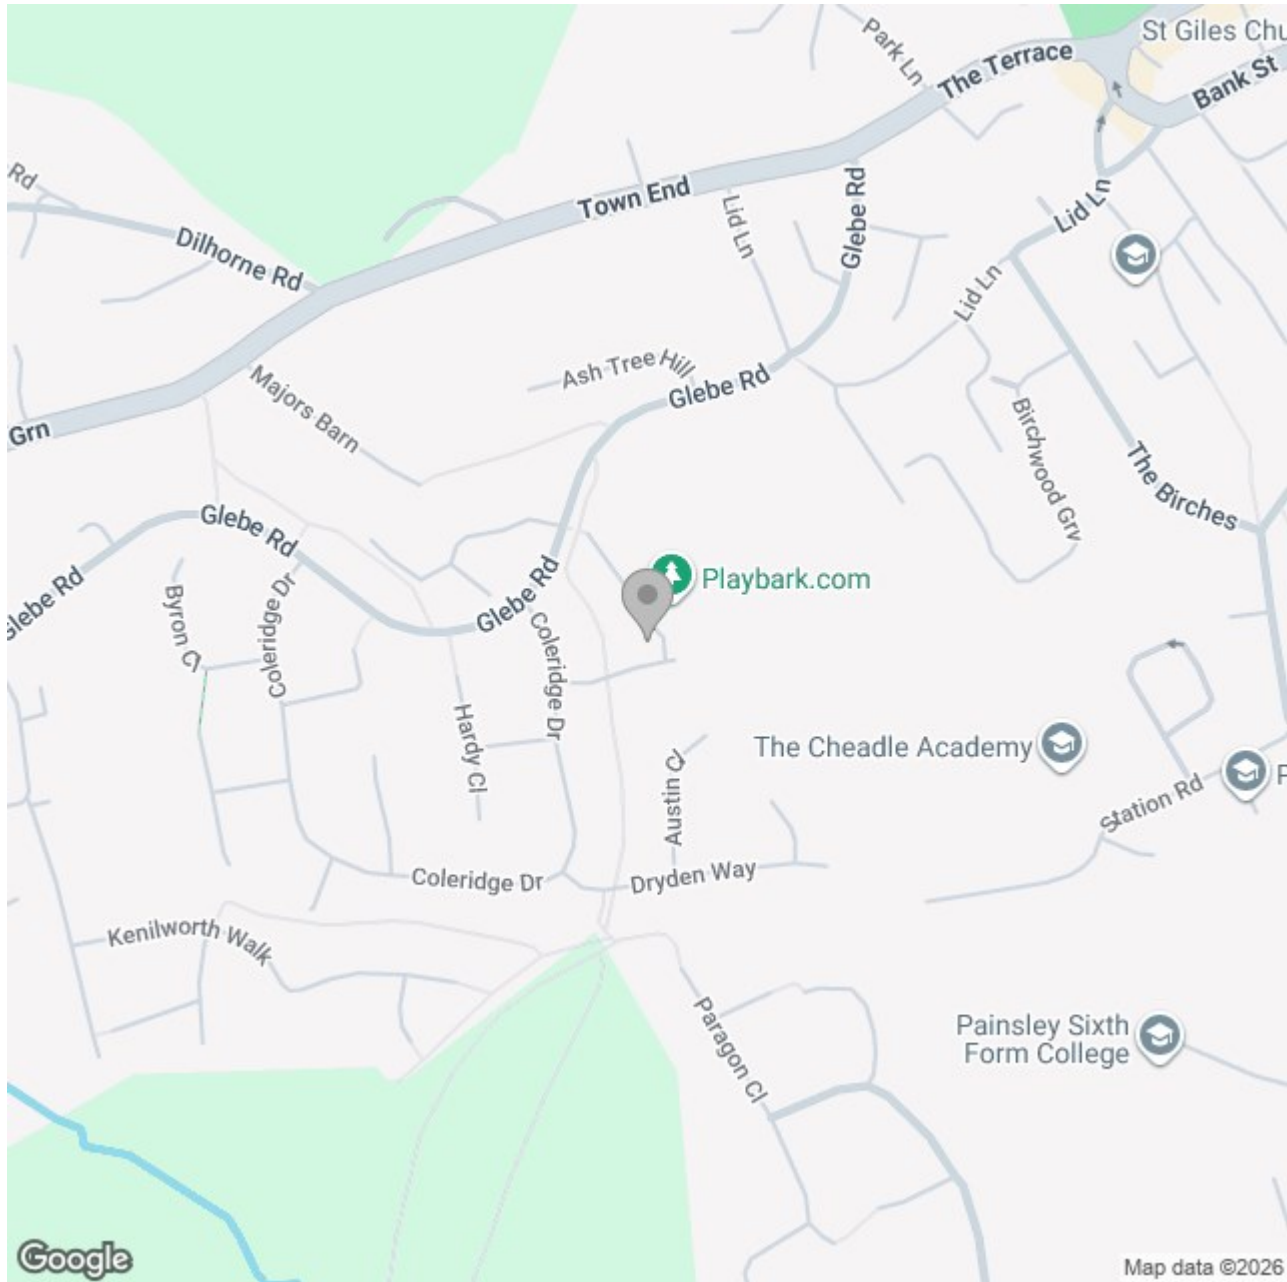 St Giles Chu
Park Ln
The Terrace
Bank St
Rd
Town End
Lid Ln
Glebe Rd
Lid Ln
Dilhorne Rd
Lid Ln
Ash Tree Hill
Glebe Rd
Majors Barn
Grn
Birchwood Grv
The Birches
Glebe Rd
Glebe Rd
Byron Cl
Coleridge Dr
Glebe Rd
Playbark.com
Coleridge Dr
Hardy Cl
The Cheadle Academy
Austin Cl
P
Station Rd
Coleridge Dr
Dryden Way
Kenilworth Walk
Paragon Cl
Painsley Sixth
Form College
Google
Map data ©2026